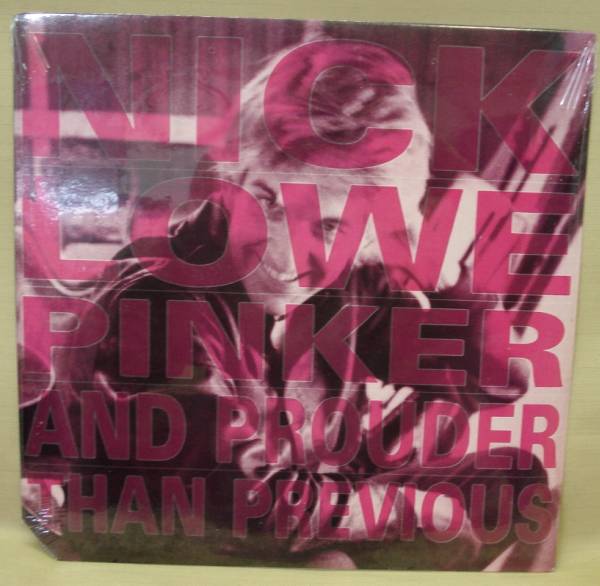 NICK
LOWE
PINKER
AND PROUDER
THAN PREVIOUS